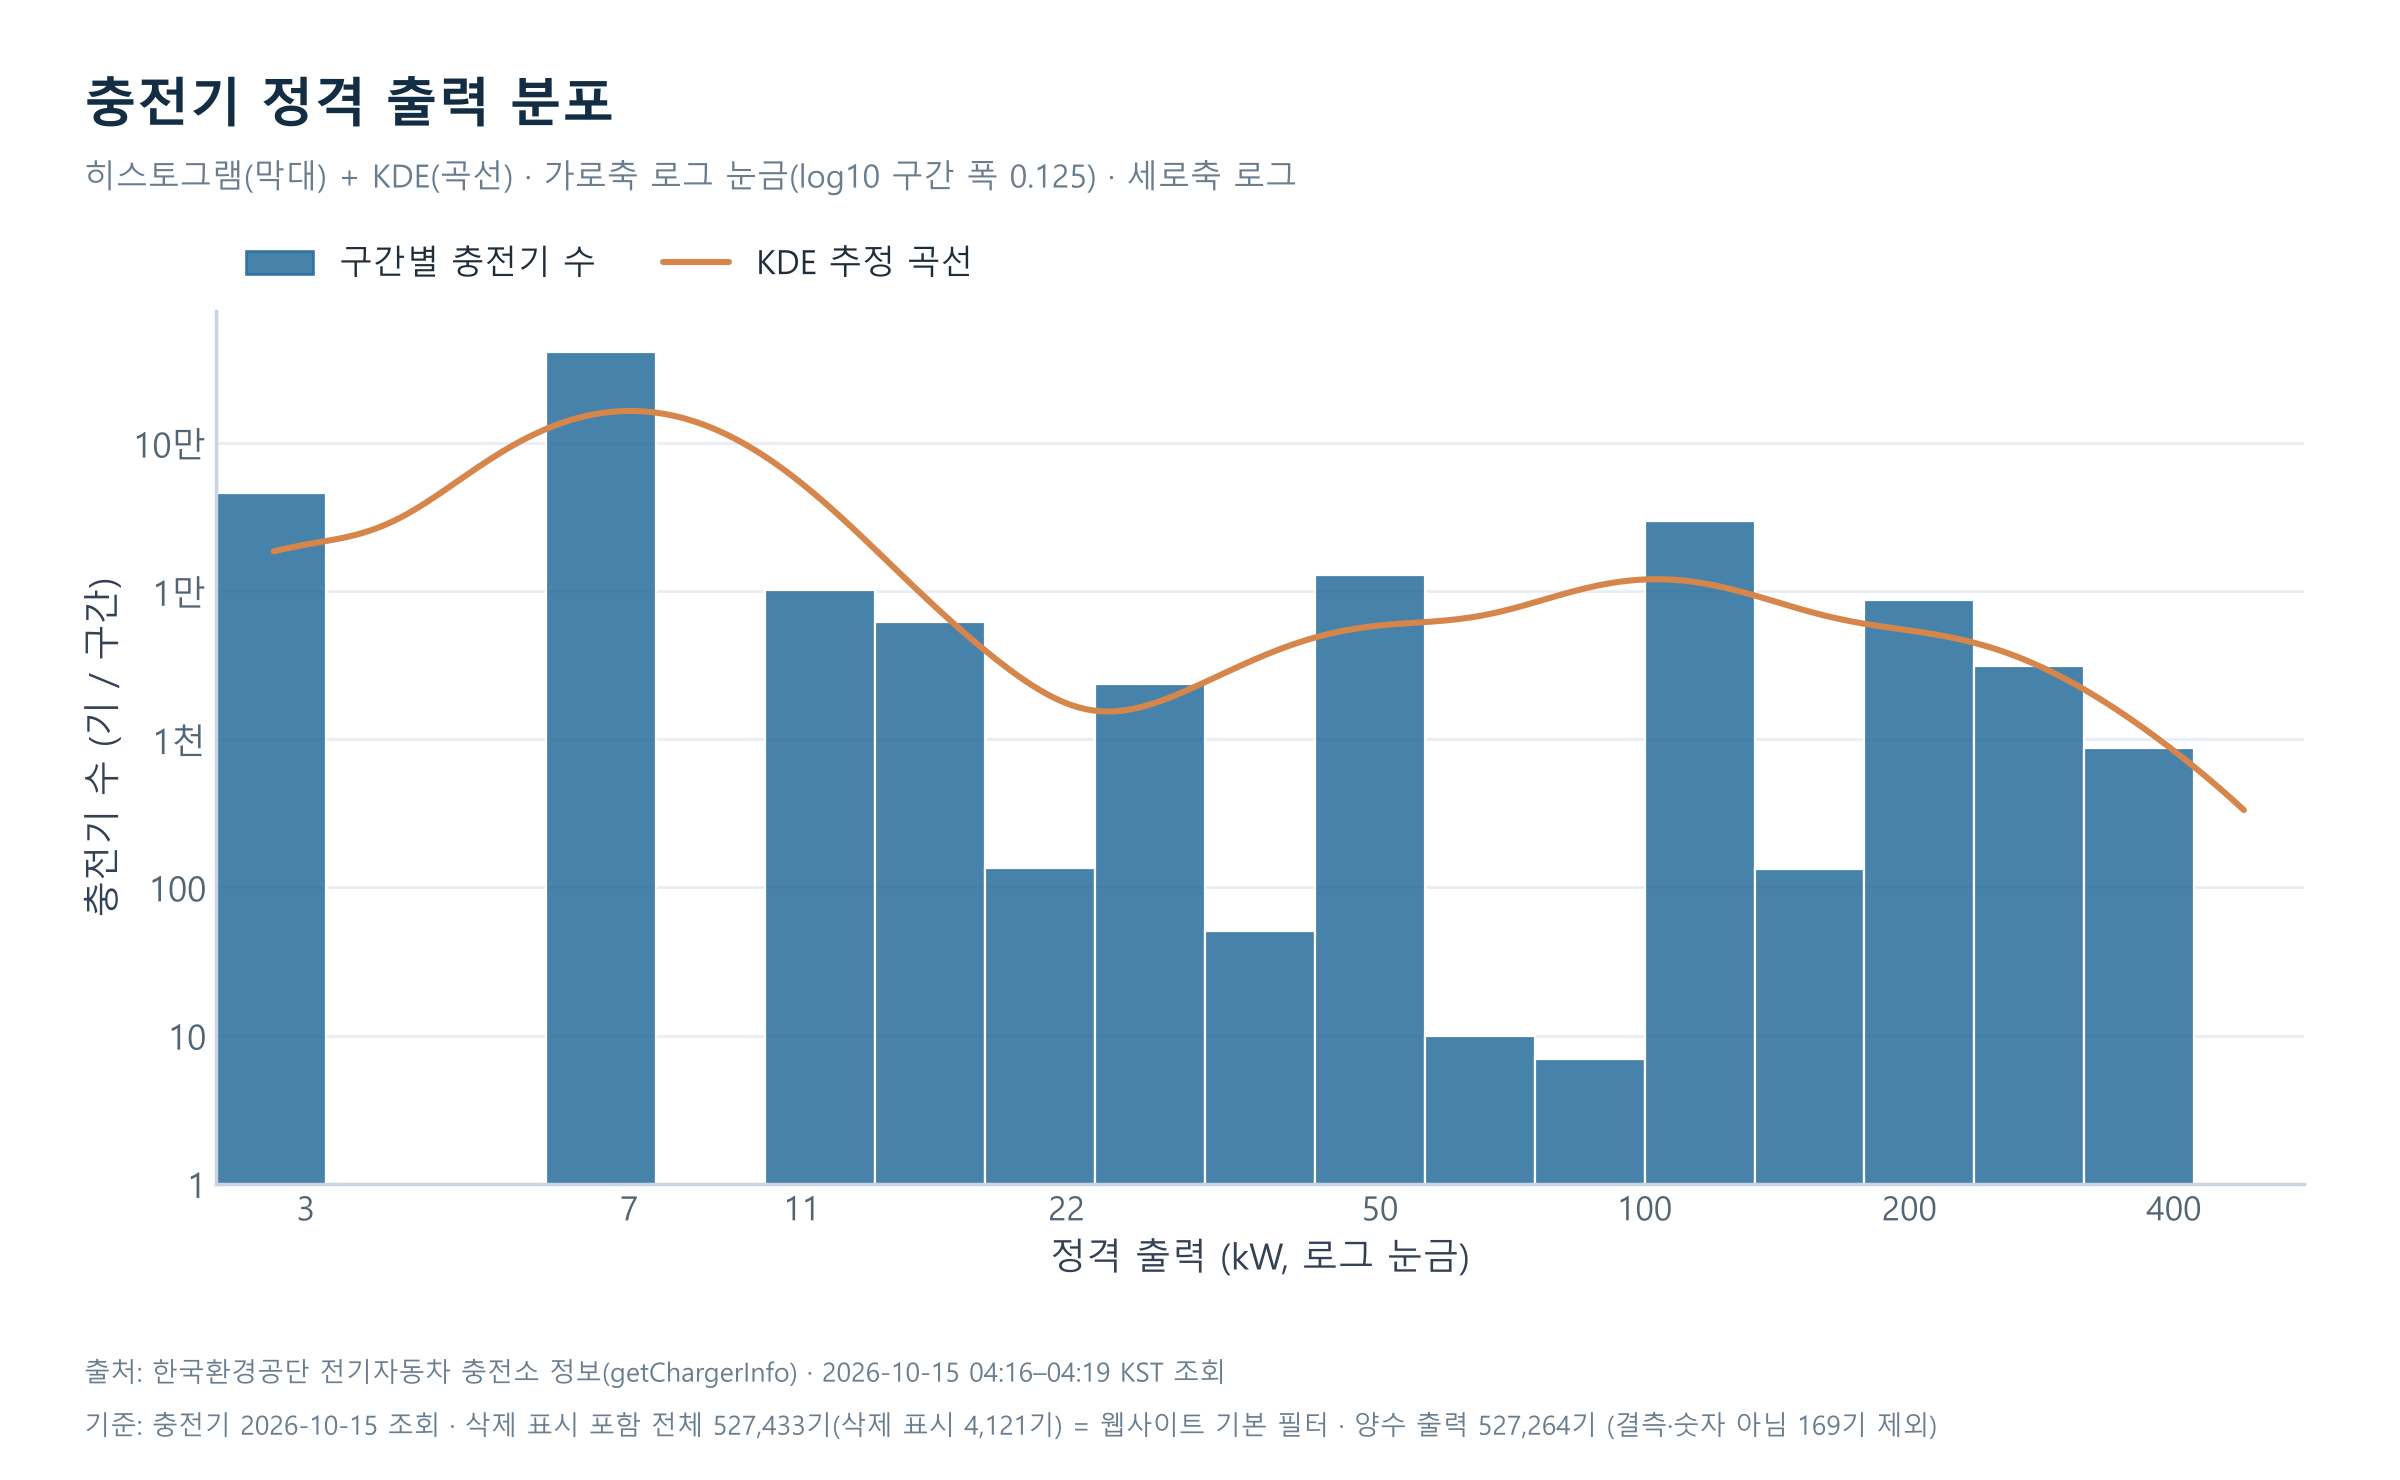 충전기 정격 출력 분포
히스토그램(막대) + KDE(곡선) · 가로축 로그 눈금(log10 구간 폭 0.125) · 세로축 로그
구간별 충전기 수
KDE 추정 곡선
충전기 수 (기 / 구간)
10만
1만
1천
100
10
1
3 7 11 22 50 100 200 400
정격 출력 (kW, 로그 눈금)
출처: 한국환경공단 전기자동차 충전소 정보(getChargerInfo) · 2026-10-15 04:16–04:19 KST 조회
기준: 충전기 2026-10-15 조회 · 삭제 표시 포함 전체 527,433기(삭제 표시 4,121기) = 웹사이트 기본 필터 · 양수 출력 527,264기 (결측·숫자 아님 169기 제외)